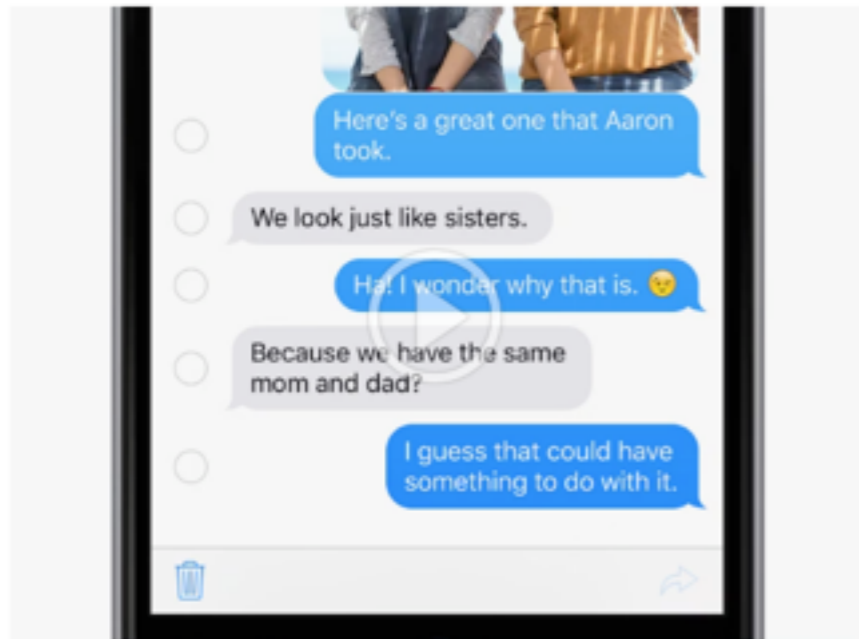 Here's a great one that Aaron
took.
We look just like sisters.
Ha! I wonder why that is. 😏
Because we have the same
mom and dad?
I guess that could have
something to do with it.